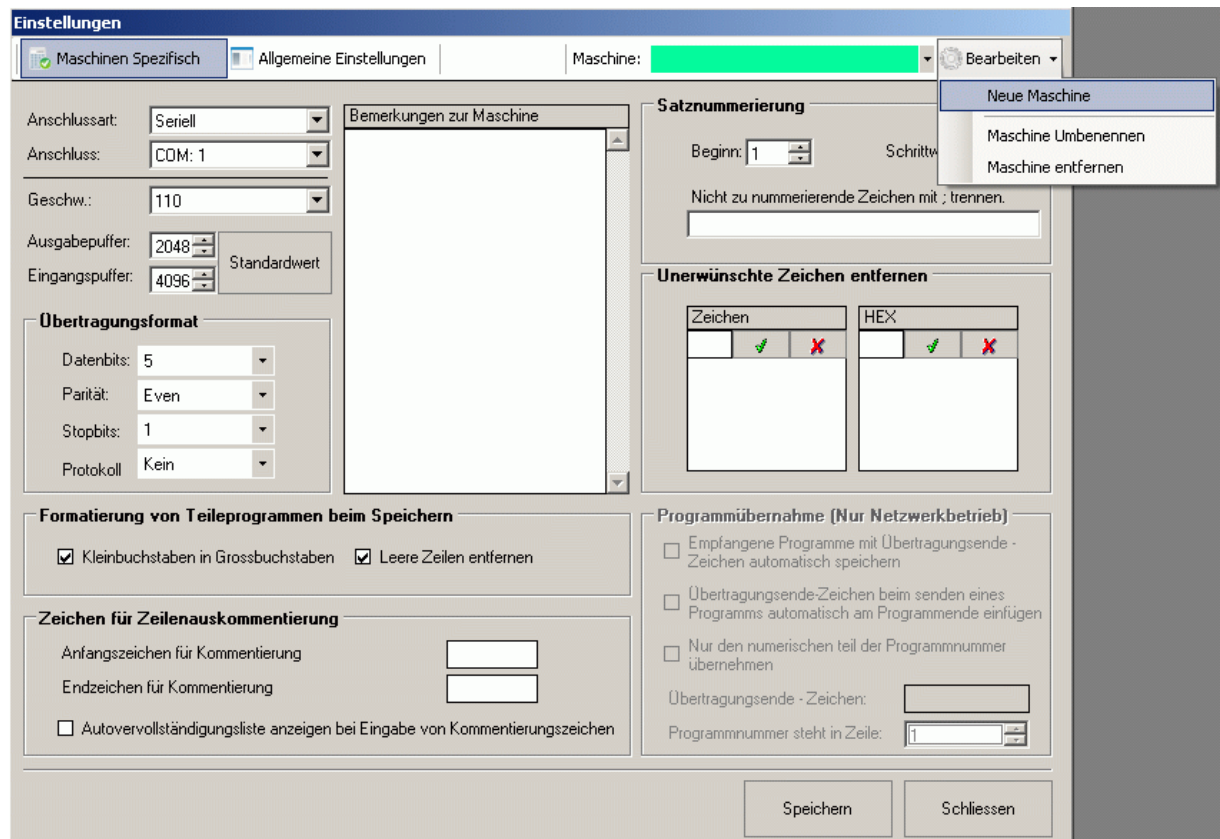 Einstellungen
Maschinen Spezifisch
Allgemeine Einstellungen
Maschine:
Bearbeiten
Neue Maschine
Maschine Umbenennen
Maschine entfernen
Anschlussart:
Seriell
Anschluss:
COM: 1
Geschw.:
110
Ausgabepuffer:
2048
Eingangspuffer:
4096
Standardwert
Übertragungsformat
Datenbits:
5
Parität:
Even
Stopbits:
1
Protokoll
Kein
Bemerkungen zur Maschine
Satznummerierung
Beginn:
1
Nicht zu nummerierende Zeichen mit ; trennen.
Unerwünschte Zeichen entfernen
Zeichen
HEX
Formatierung von Teileprogrammen beim Speichern
Kleinbuchstaben in Grossbuchstaben
Leere Zeilen entfernen
Zeichen für Zeilenauskommentierung
Anfangszeichen für Kommentierung
Endzeichen für Kommentierung
Autovervollständigungsliste anzeigen bei Eingabe von Kommentierungszeichen
Programmübernahme (Nur Netzwerkbetrieb)
Empfangene Programme mit Übertragungsende -
Zeichen automatisch speichern
Übertragungsende-Zeichen beim senden eines
Programms automatisch am Programmende einfügen
Nur den numerischen teil der Programmnummer
übernehmen
Übertragungsende - Zeichen:
Programmnummer steht in Zeile:
1
Speichern
Schliessen